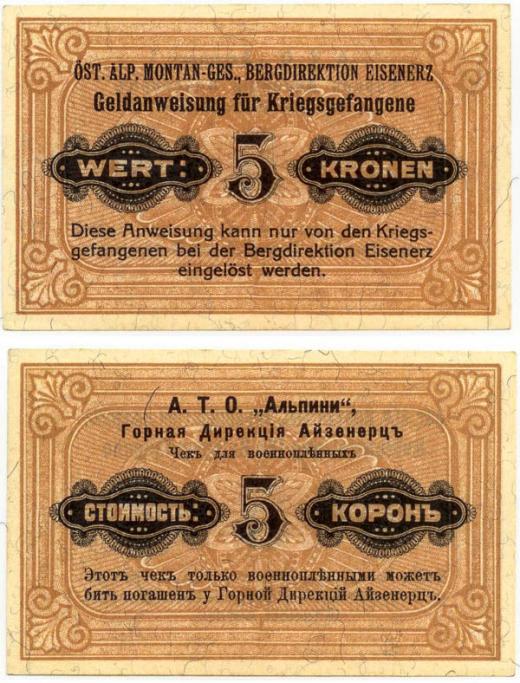 ÖST. ALP. MONTAN-GES., BERGDIREKTION EISENERZ
Geldanweisung für Kriegsgefangene
WERT: 5 KRONEN
Diese Anweisung kann nur von den Kriegs-
gefangenen bei der Bergdirektion Eisenerz
eingelöst werden.
А. Т. О. „Альпини“,
Горная Дирекція Айзенерцъ
Чекъ для военноплѣнныхъ
СТОИМОСТЬ: 5 КОРОНЪ
Этотъ чекъ только военноплѣнными можетъ
бить погашенъ у Горной Дирекцій Айзенерцъ.